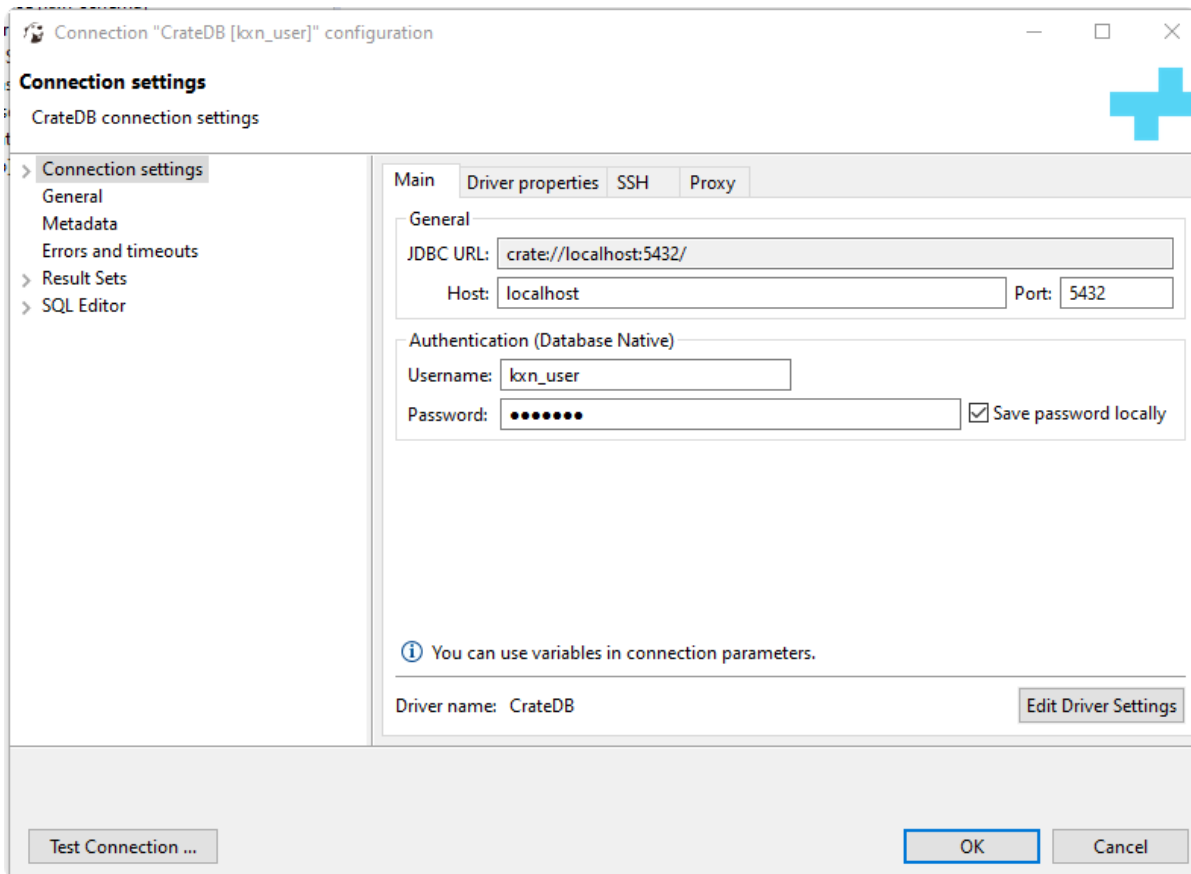 Connection "CrateDB [kxn_user]" configuration
Connection settings
CrateDB connection settings
Connection settings
General
Metadata
Errors and timeouts
Result Sets
SQL Editor
Main Driver properties SSH Proxy
General
JDBC URL: crate://localhost:5432/
Host: localhost Port: 5432
Authentication (Database Native)
Username: kxn_user
Password: ●●●●●●● Save password locally
You can use variables in connection parameters.
Driver name: CrateDB Edit Driver Settings
Test Connection ... OK Cancel